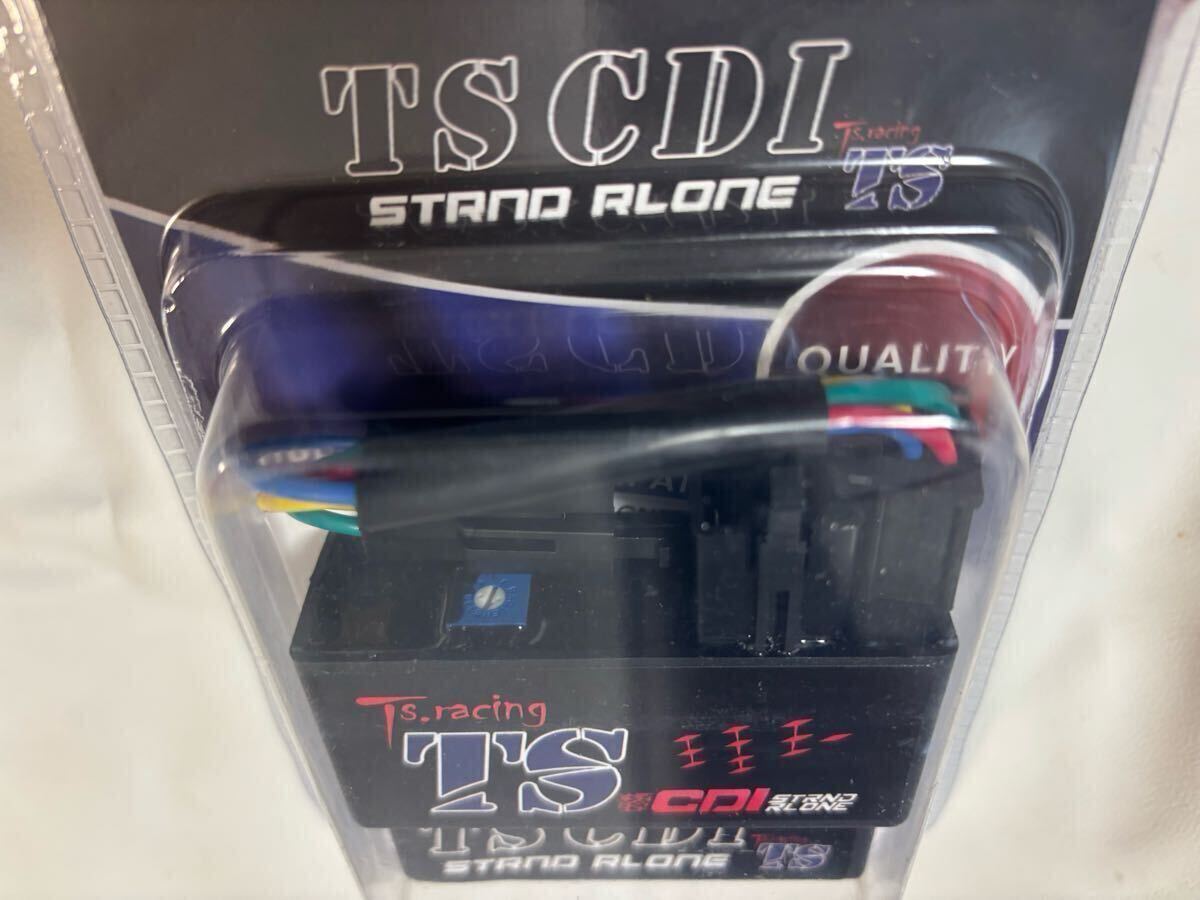 TS CDI
STAND ALONE
Ts.racing
TS
QUALITY
Ts.racing
TS
CDI STAND ALONE
TS CDI
STAND ALONE
TS